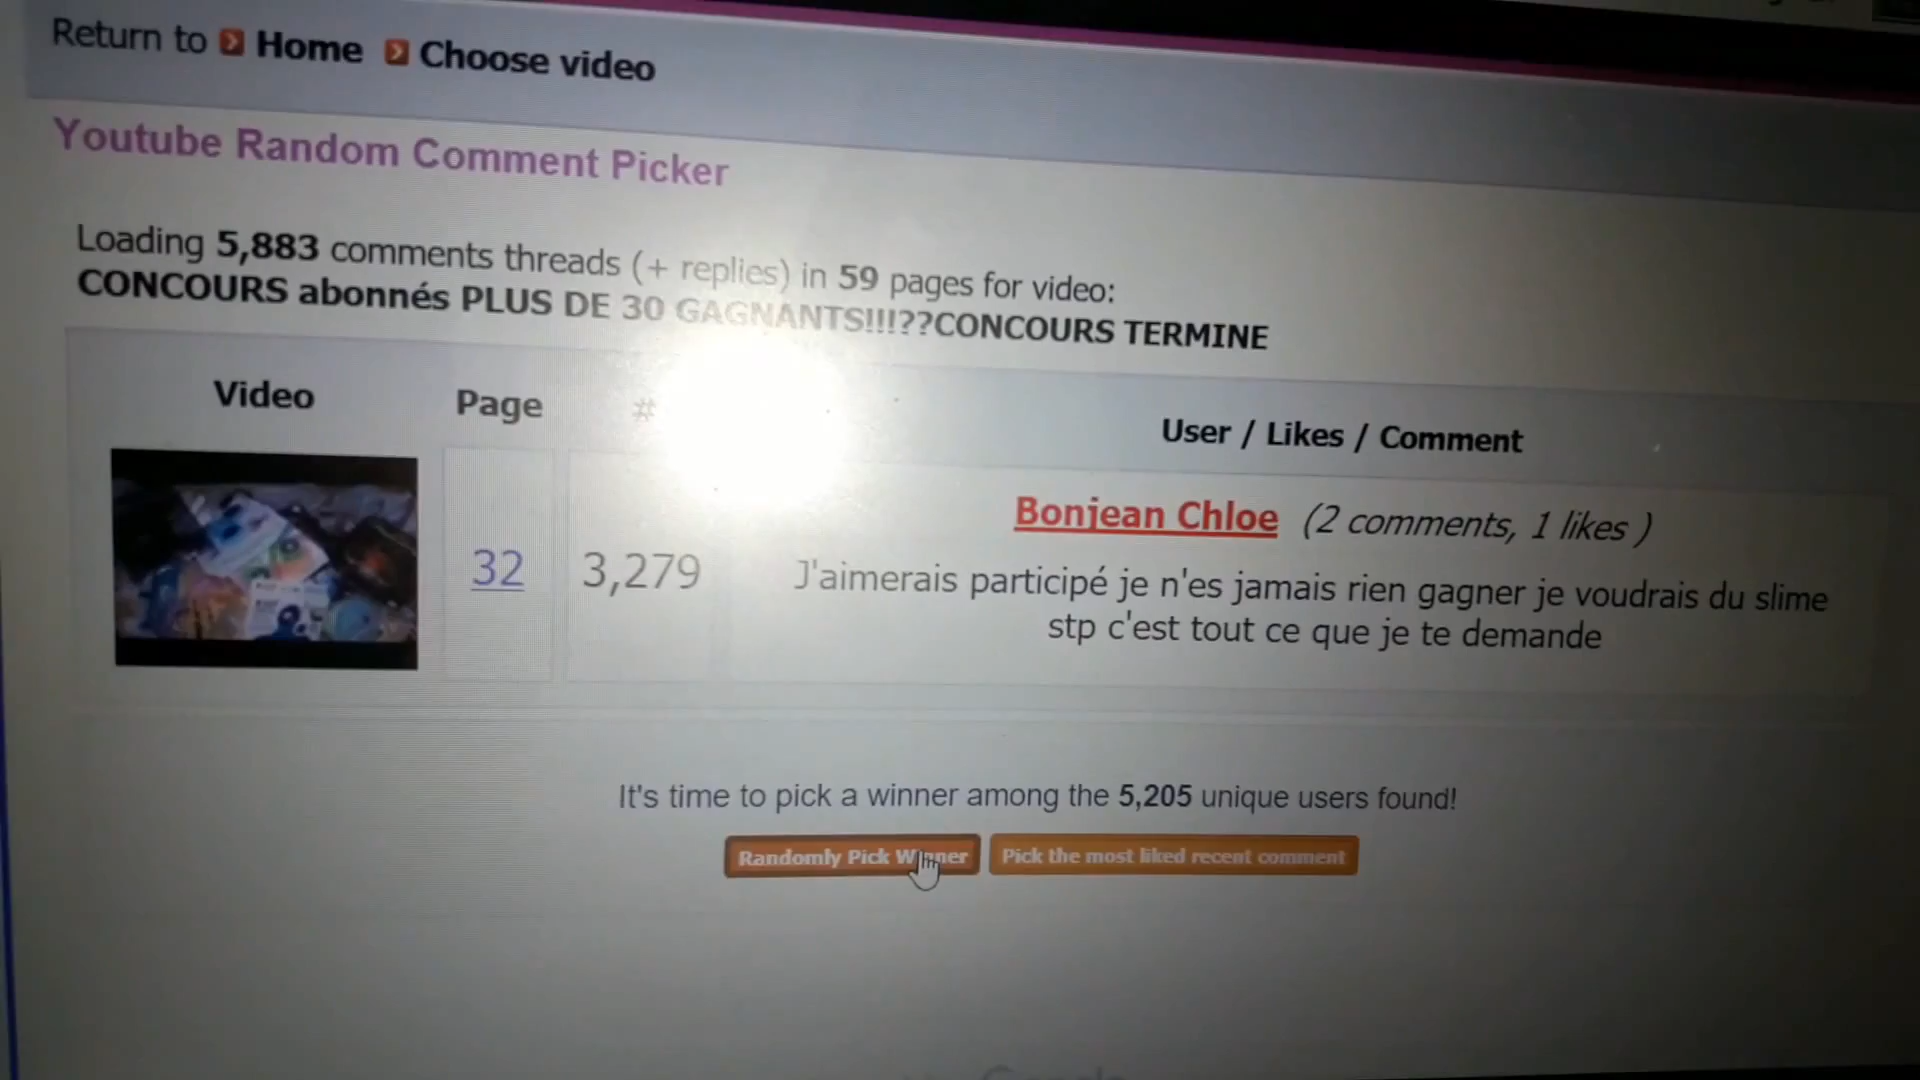 Return to Home Choose video
Youtube Random Comment Picker
Loading 5,883 comments threads (+ replies) in 59 pages for video:
CONCOURS abonnés PLUS DE 30 GAGNANTS!!!??CONCOURS TERMINE
Video Page # User / Likes / Comment
32 3,279 Bonjean Chloe (2 comments, 1 likes )
J'aimerais participé je n'es jamais rien gagner je voudrais du slime
stp c'est tout ce que je te demande
It's time to pick a winner among the 5,205 unique users found!
Randomly Pick Winner Pick the most liked recent comment